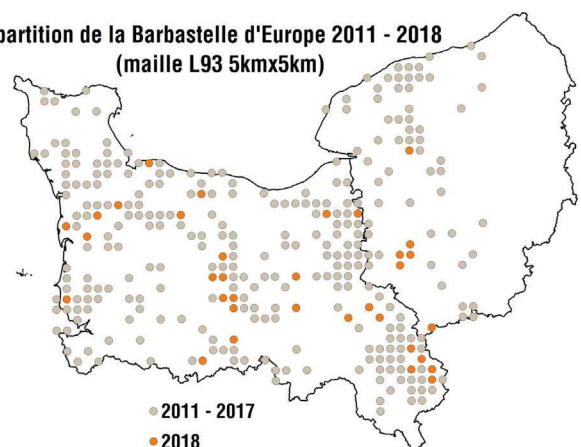 partition de la Barbastelle d'Europe 2011 - 2018
(maille L93 5kmx5km)
2011 - 2017
2018